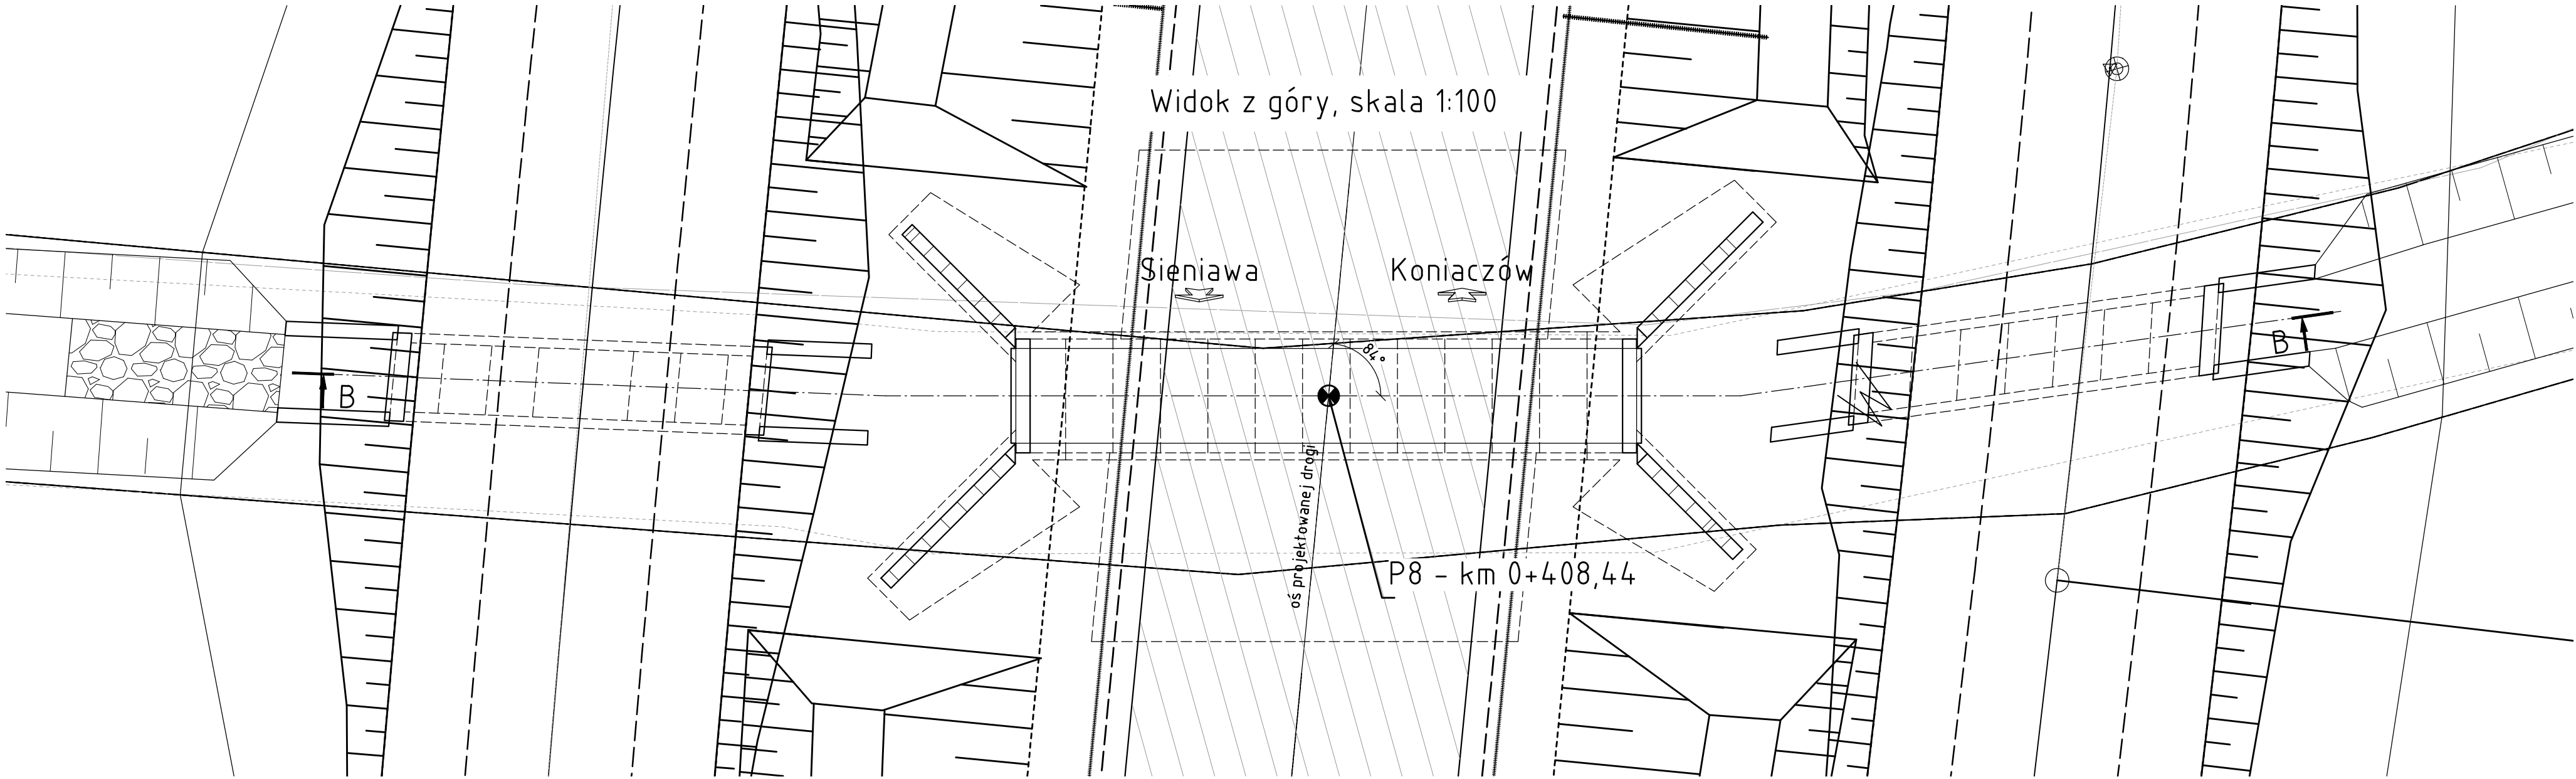 Widok z góry, skala 1:100
Sieniawa
Koniaczów
84°
B
B
oś projektowanej drogi
P8 - km 0+408,44